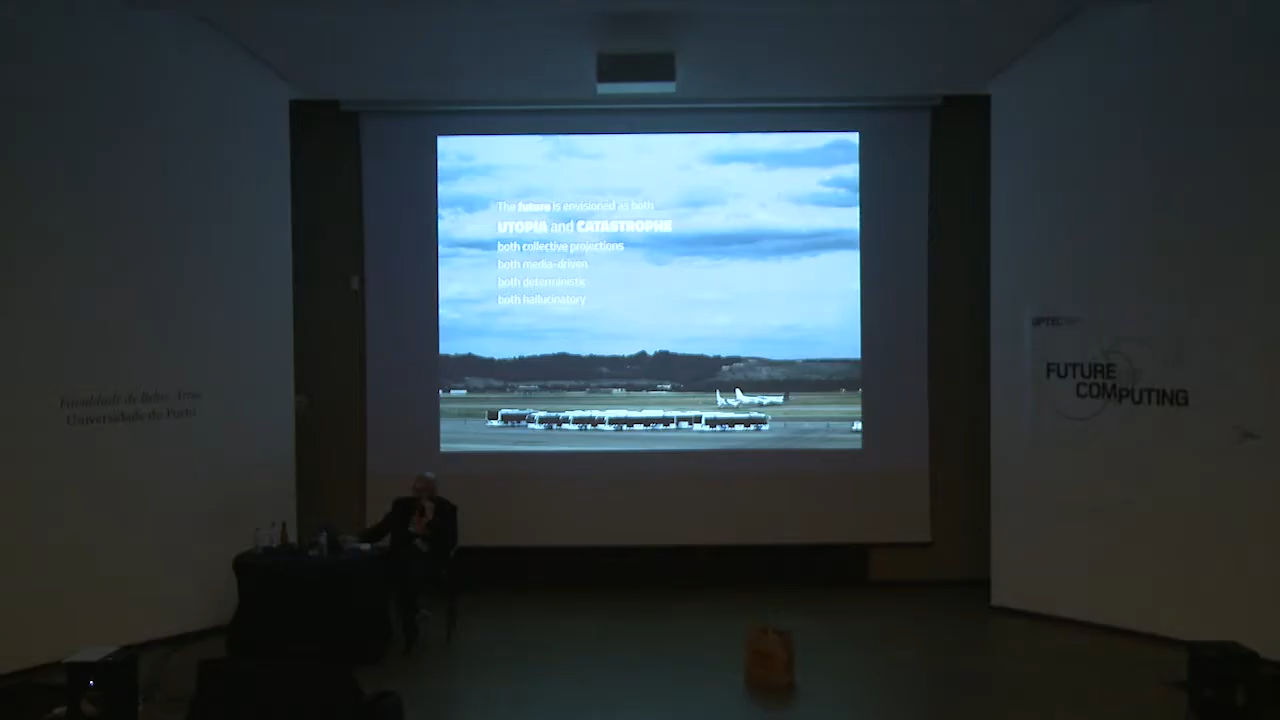 The future is envisioned as both
UTOPIA and CATASTROPHE
both collective projections
both media-driven
both deterministic
both hallucinatory
Faculdade de Belas Artes
Universidade do Porto
UPTEC
FUTURE
COMPUTING